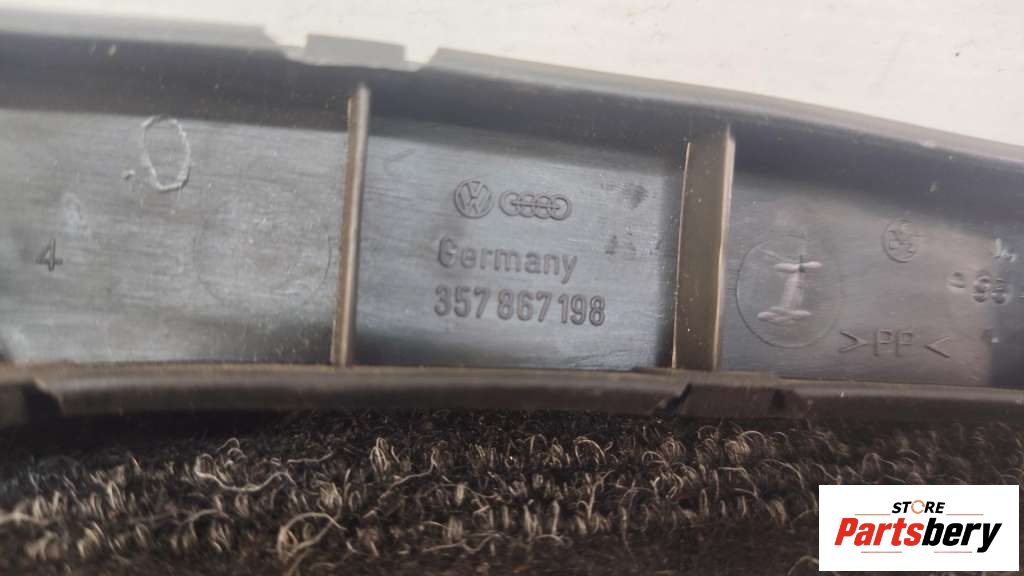 4
Germany
357 867 198
>PP<
STORE
Partsbery